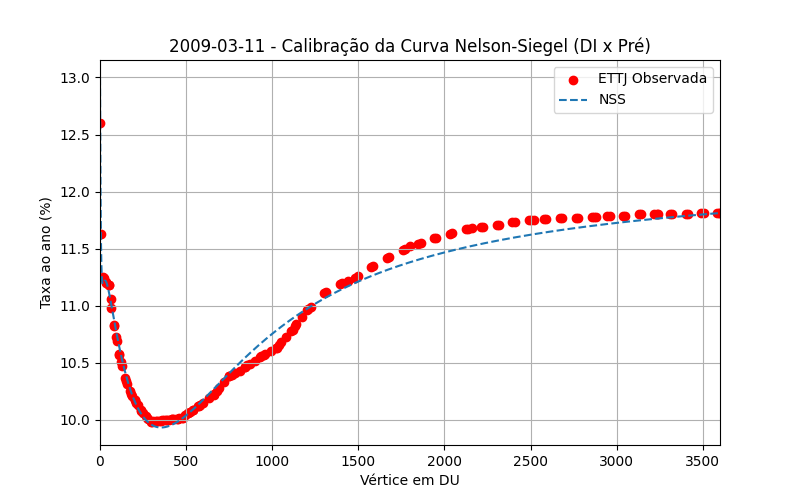 2009-03-11 - Calibração da Curva Nelson-Siegel (DI x Pré)
ETTJ Observada
NSS
Taxa ao ano (%)
13.0
12.5
12.0
11.5
11.0
10.5
10.0
0 500 1000 1500 2000 2500 3000 3500
Vértice em DU